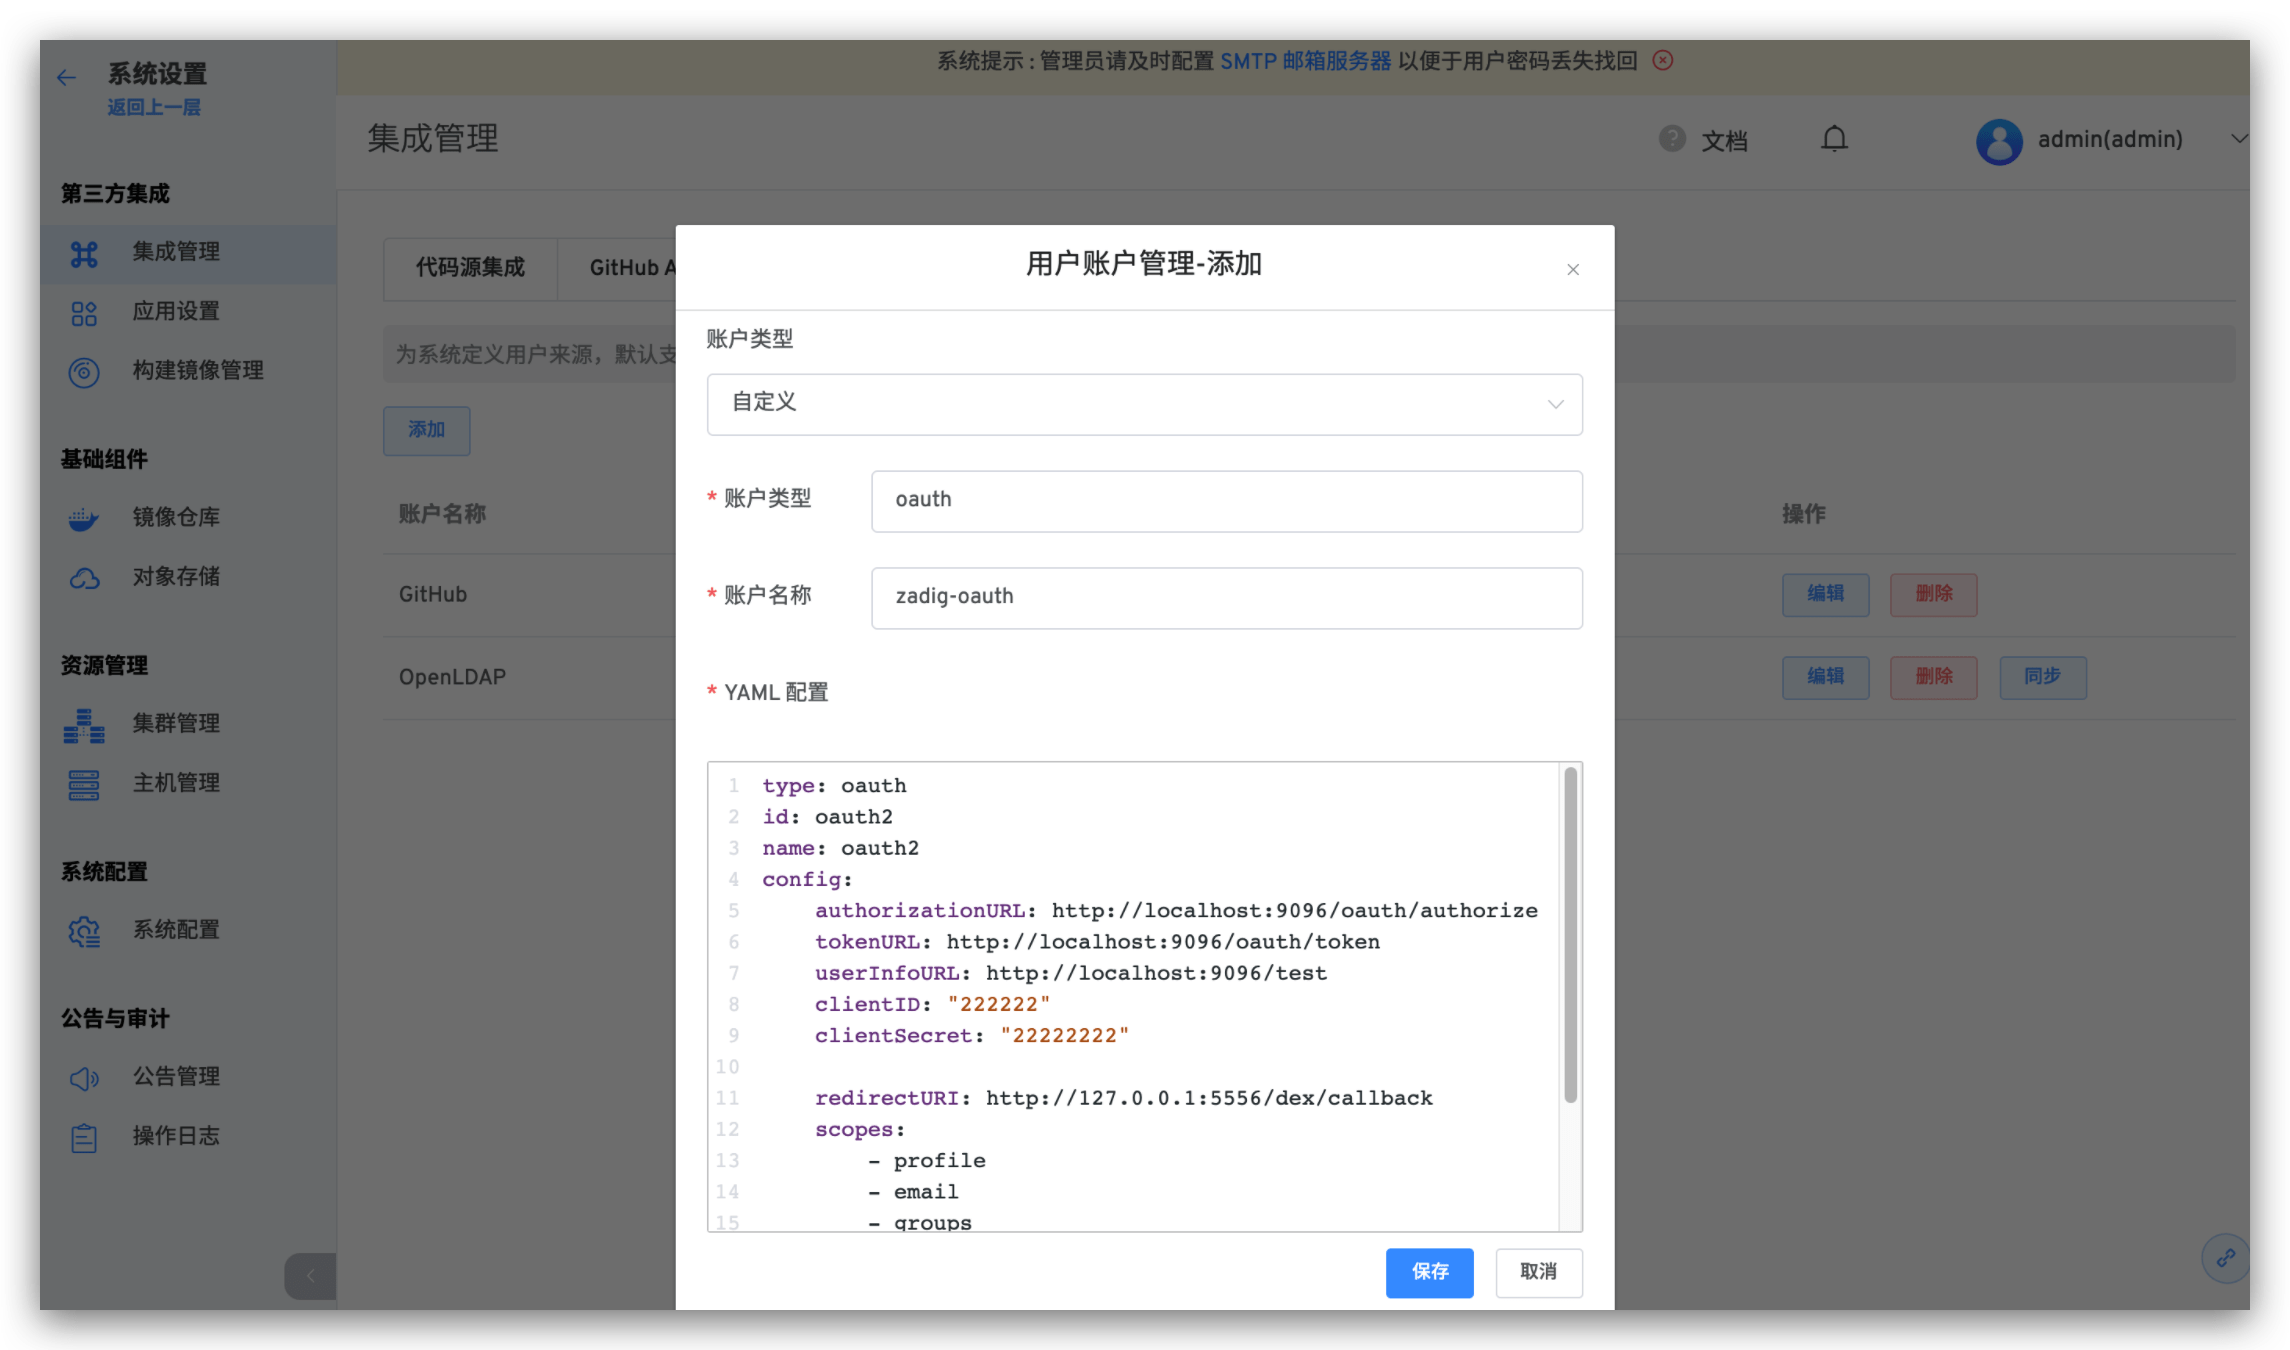 系统提示 : 管理员请及时配置 SMTP 邮箱服务器 以便于用户密码丢失找回
系统设置
返回上一层
第三方集成
集成管理
应用设置
构建镜像管理
基础组件
镜像仓库
对象存储
资源管理
集群管理
主机管理
系统配置
系统配置
公告与审计
公告管理
操作日志
集成管理
? 文档
admin(admin)
代码源集成
GitHub A
为系统定义用户来源，默认支
添加
账户名称
操作
GitHub
编辑 删除
OpenLDAP
编辑 删除 同步
用户账户管理-添加
账户类型
自定义
* 账户类型
oauth
* 账户名称
zadig-oauth
* YAML 配置
1 type: oauth
2 id: oauth2
3 name: oauth2
4 config:
5 authorizationURL: http://localhost:9096/oauth/authorize
6 tokenURL: http://localhost:9096/oauth/token
7 userInfoURL: http://localhost:9096/test
8 clientID: "222222"
9 clientSecret: "22222222"
10
11 redirectURI: http://127.0.0.1:5556/dex/callback
12 scopes:
13 - profile
14 - email
15 - groups
保存 取消